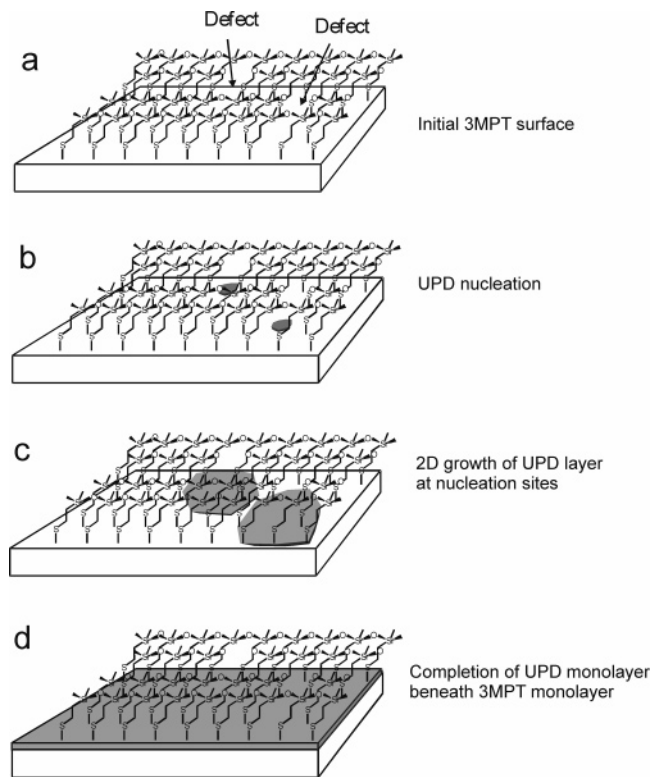 Defect
Defect
a
Initial 3MPT surface
b
UPD nucleation
c
2D growth of UPD layer
at nucleation sites
d
Completion of UPD monolayer
beneath 3MPT monolayer